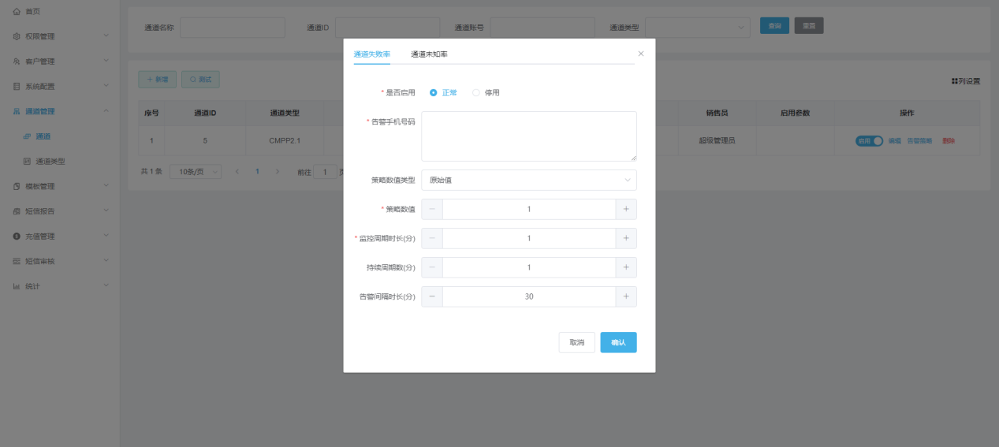 首页
权限管理
客户管理
系统配置
通道管理
通道
通道类型
模板管理
短信报告
充值管理
短信审核
统计
通道名称 通道ID 通道账号 通道类型 查询 重置
+ 新增 测试 列设置
序号 通道ID 通道类型 销售员 启用参数 操作
1 5 CMPP2.1 超级管理员 启用 编辑 告警策略 删除
共 1 条 10条/页 < 1 > 前往 1
通道失败率 通道未知率 ×
* 是否启用 正常 停用
* 告警手机号码
策略数值类型 原始值
* 策略数值 − 1 +
* 监控周期时长(分) − 1 +
持续周期数(分) − 1 +
告警间隔时长(分) − 30 +
取消 确认